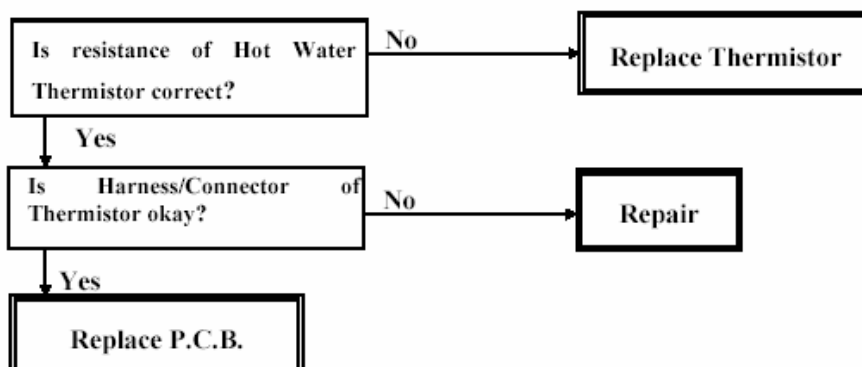 Is resistance of Hot Water
Thermistor correct?
No
Replace Thermistor
Yes
Is Harness/Connector of
Thermistor okay?
No
Repair
Yes
Replace P.C.B.